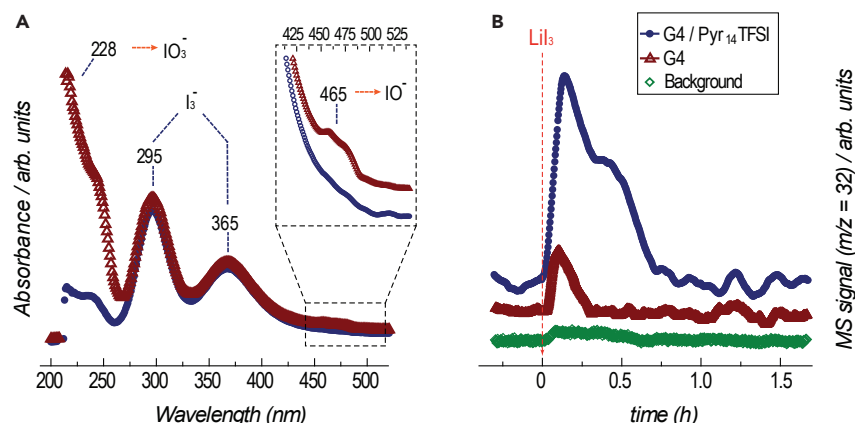 A
228 → IO₃⁻
I₃⁻
295
365
425 450 475 500 525
465 → IO⁻
Absorbance / arb. units
200 250 300 350 400 450 500
Wavelength (nm)
B
LiI₃
G4 / Pyr₁₄TFSI
G4
Background
MS signal (m/z = 32) / arb. units
0 0.5 1.0 1.5
time (h)